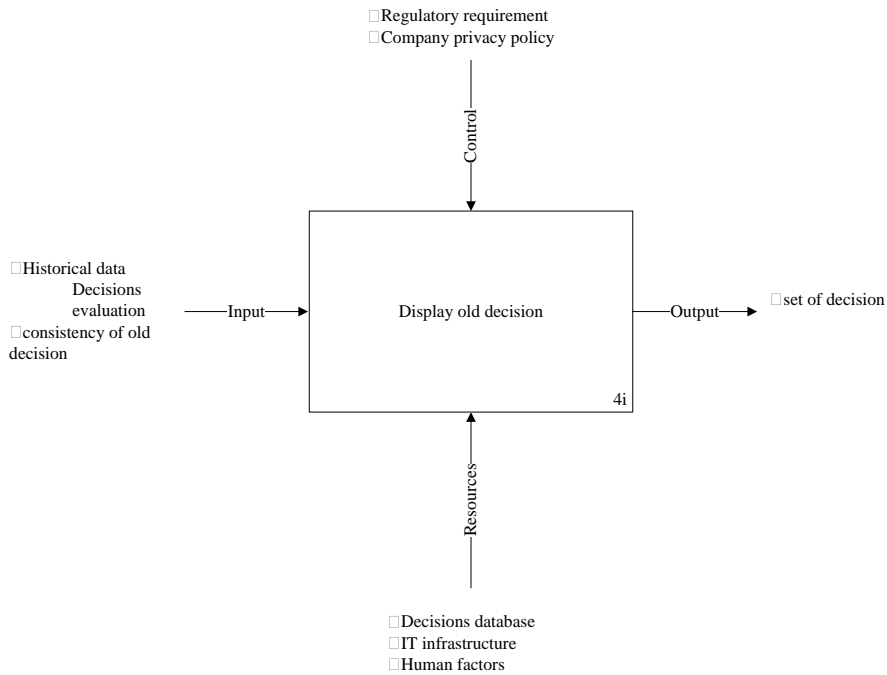 Regulatory requirement
Company privacy policy
Control
Historical data
Decisions
evaluation
consistency of old
decision
Input
Display old decision
Output
set of decision
4i
Resources
Decisions database
IT infrastructure
Human factors